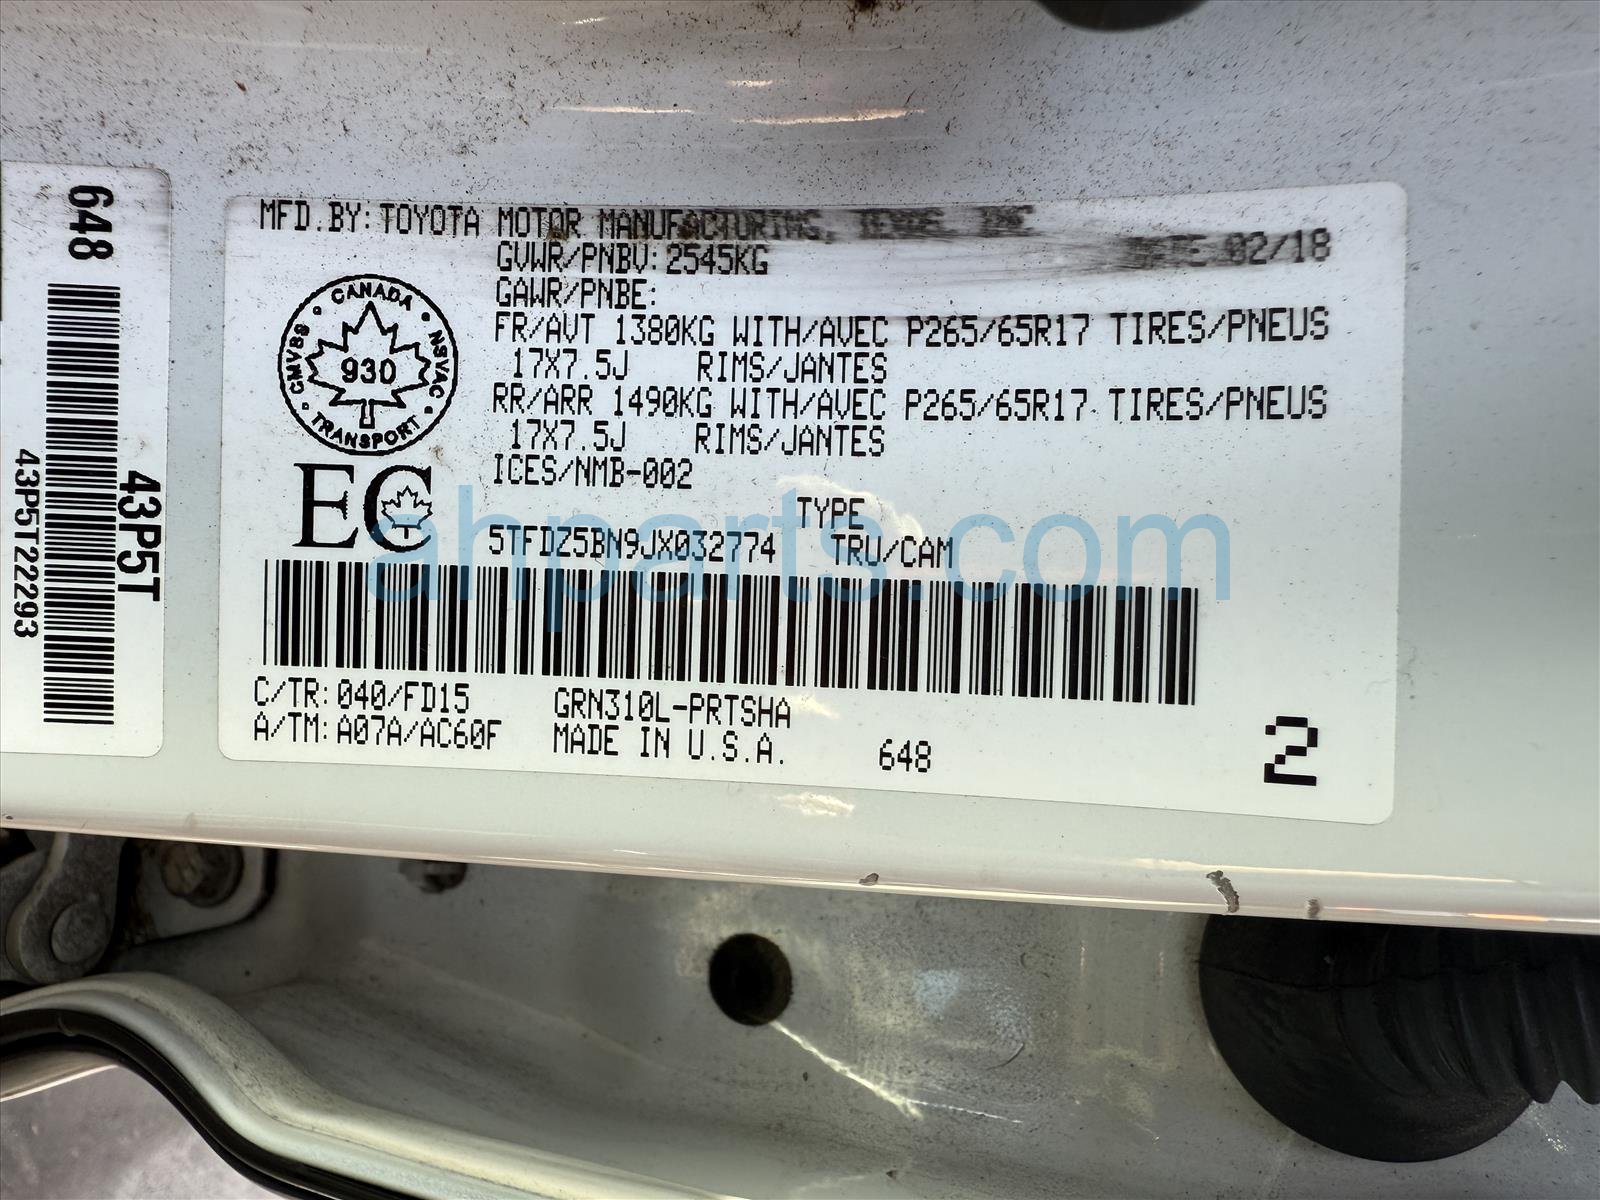 648
43P5T
43P5T22293
MFD.BY: TOYOTA MOTOR MANUFACTURING, TEXAS, INC DATE 02/18
GVWR/PNBV: 2545KG
GAWR/PNBE:
FR/AVT 1380KG WITH/AVEC P265/65R17 TIRES/PNEUS
17X7.5J RIMS/JANTES
RR/ARR 1490KG WITH/AVEC P265/65R17 TIRES/PNEUS
17X7.5J RIMS/JANTES
ICES/NMB-002
CANADA
CMVSS
NSVAC
930
TRANSPORT
EC
TYPE
5TFDZ5BN9JX032774 TRU/CAM
ahparts.com
C/TR: 040/FD15 GRN310L-PRTSHA
A/TM: A07A/AC60F MADE IN U.S.A. 648
2